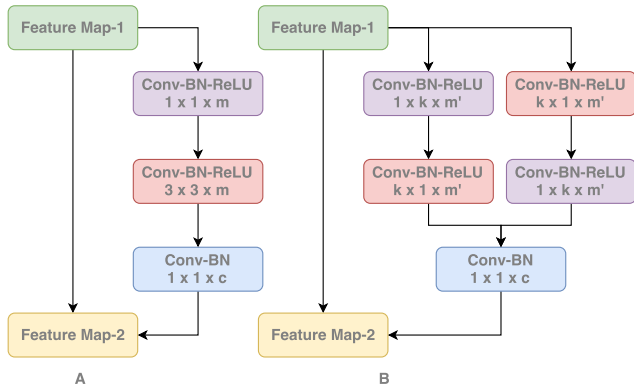 Feature Map-1
Conv-BN-ReLU
1 x 1 x m
Conv-BN-ReLU
3 x 3 x m
Conv-BN
1 x 1 x c
Feature Map-2
A
Feature Map-1
Conv-BN-ReLU
1 x k x m'
Conv-BN-ReLU
k x 1 x m'
Conv-BN-ReLU
k x 1 x m'
Conv-BN-ReLU
1 x k x m'
Conv-BN
1 x 1 x c
Feature Map-2
B